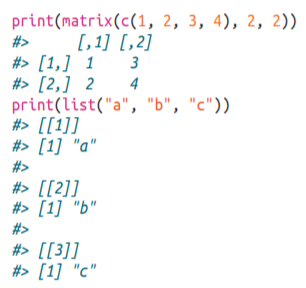 print(matrix(c(1, 2, 3, 4), 2, 2))
#>      [,1] [,2]
#> [1,]  1    3
#> [2,]  2    4
print(list("a", "b", "c"))
#> [[1]]
#> [1] "a"
#>
#> [[2]]
#> [1] "b"
#>
#> [[3]]
#> [1] "c"